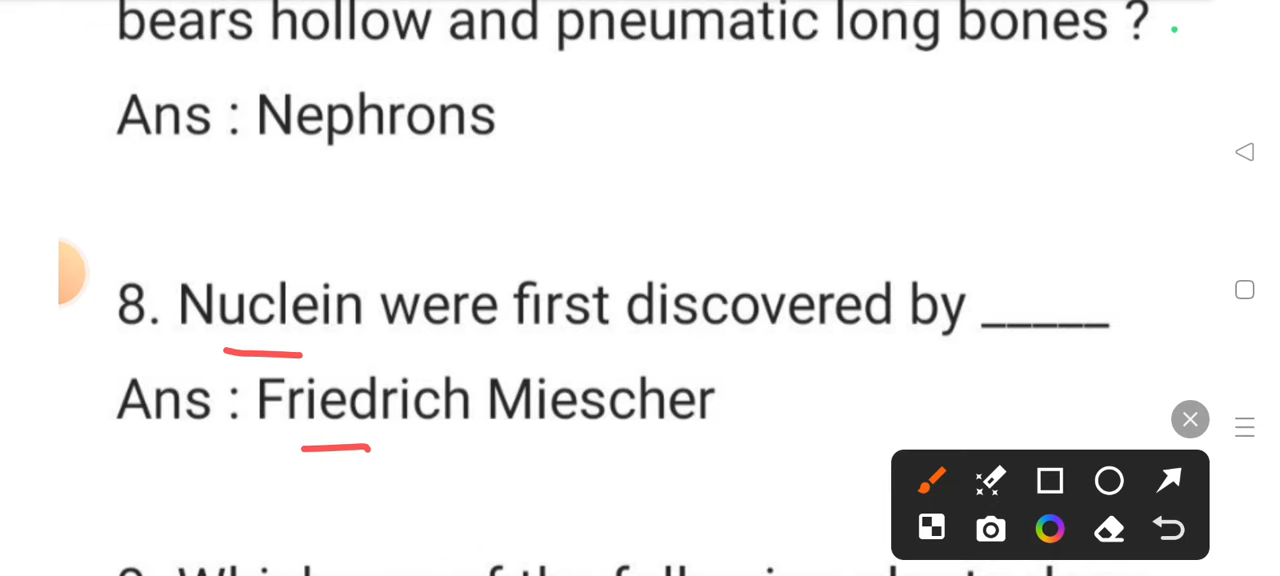 bears hollow and pneumatic long bones ?
Ans : Nephrons
8. Nuclein were first discovered by _____
Ans : Friedrich Miescher